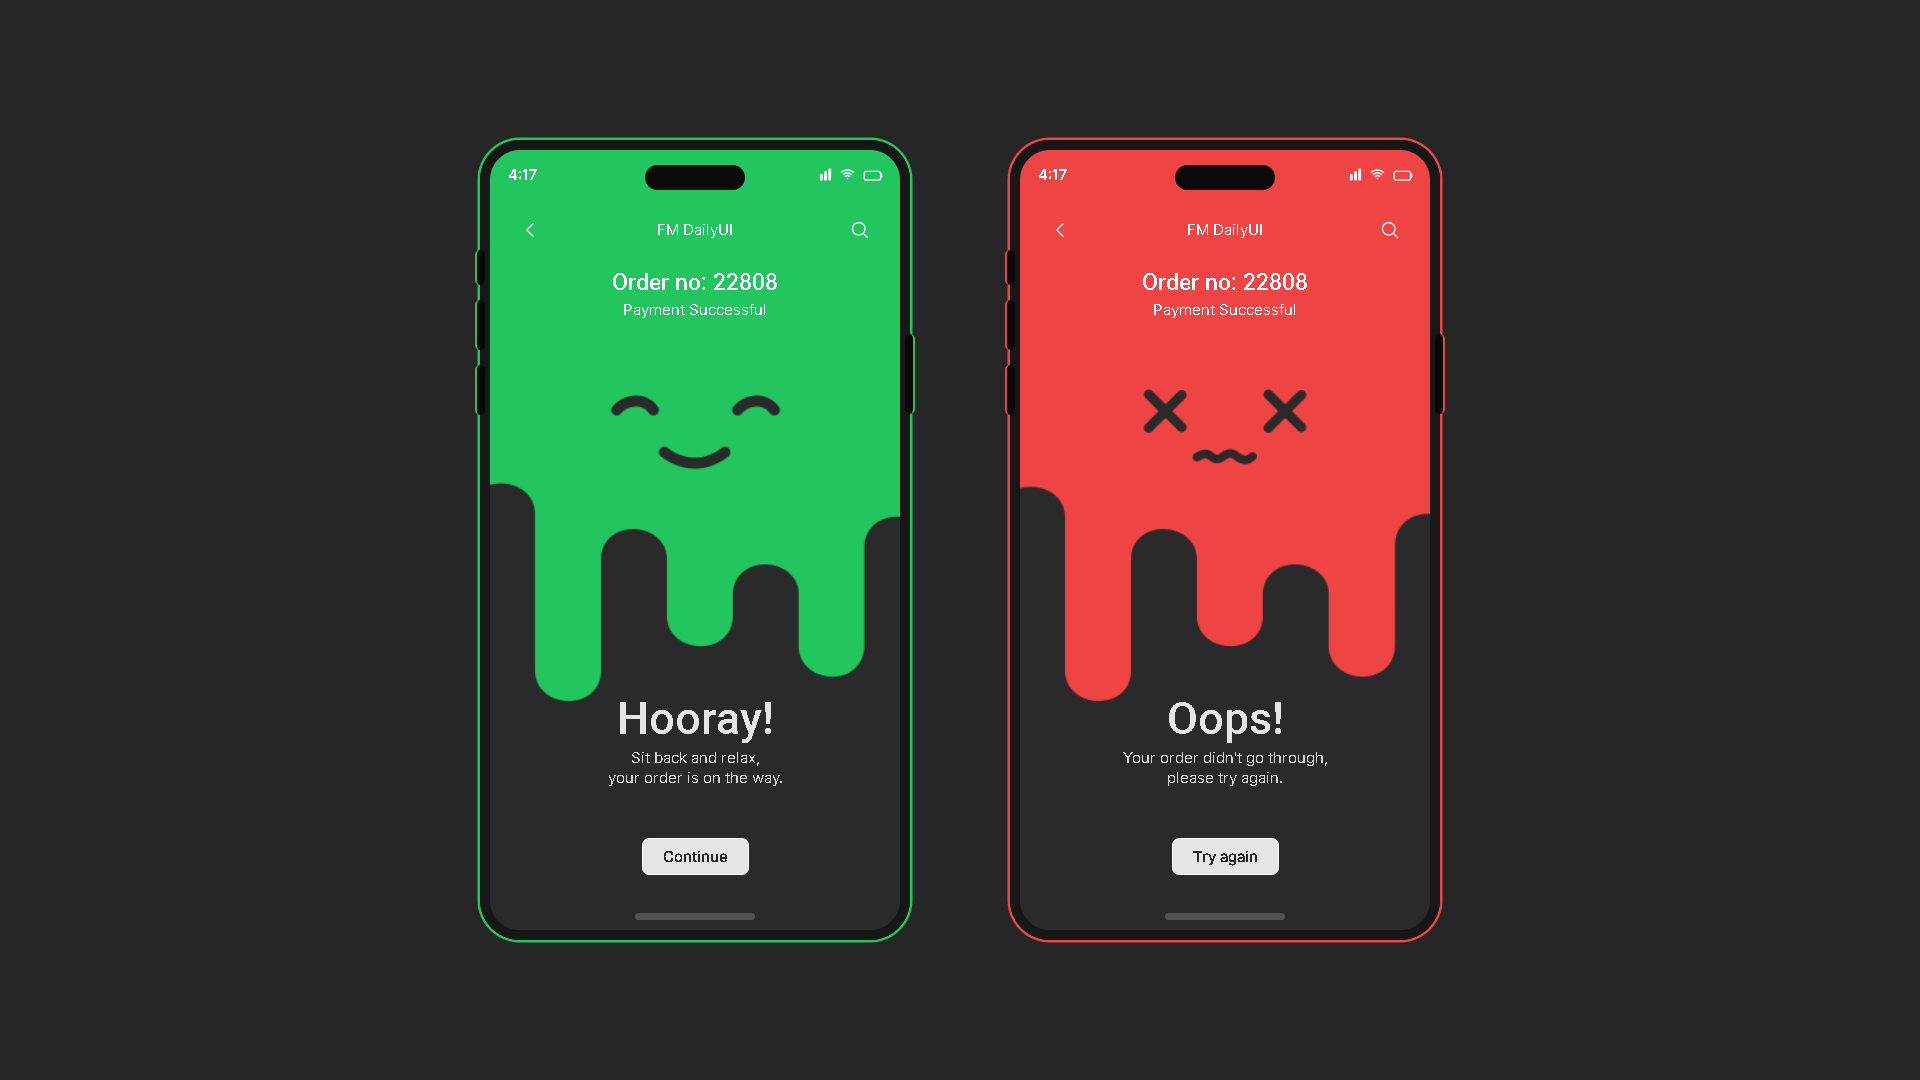 4:17
FM DailyUI
Order no: 22808
Payment Successful
Hooray!
Sit back and relax,
your order is on the way.
Continue
4:17
FM DailyUI
Order no: 22808
Payment Successful
Oops!
Your order didn't go through,
please try again.
Try again